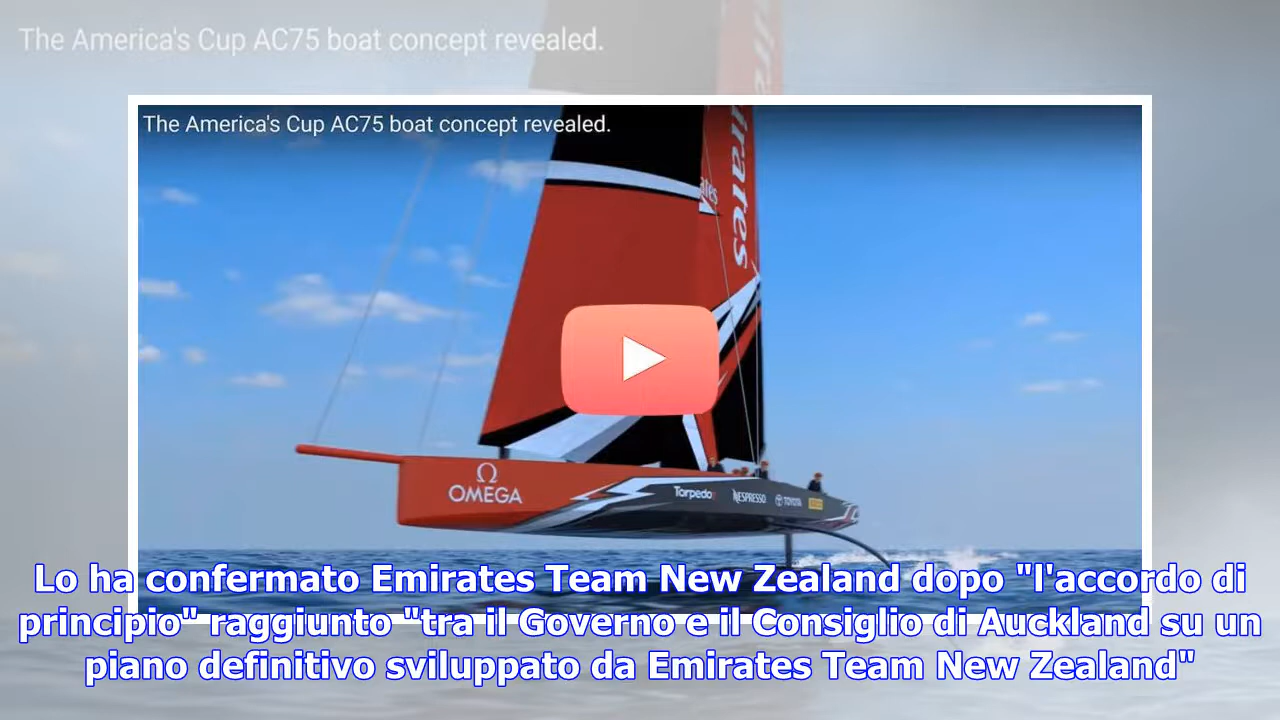 The America's Cup AC75 boat concept revealed.
The America's Cup AC75 boat concept revealed.
irates
ates
Ω
OMEGA
Torpedo7
NESPRESSO
TOYOTA
Lo ha confermato Emirates Team New Zealand dopo "l'accordo di
principio" raggiunto "tra il Governo e il Consiglio di Auckland su un
piano definitivo sviluppato da Emirates Team New Zealand"